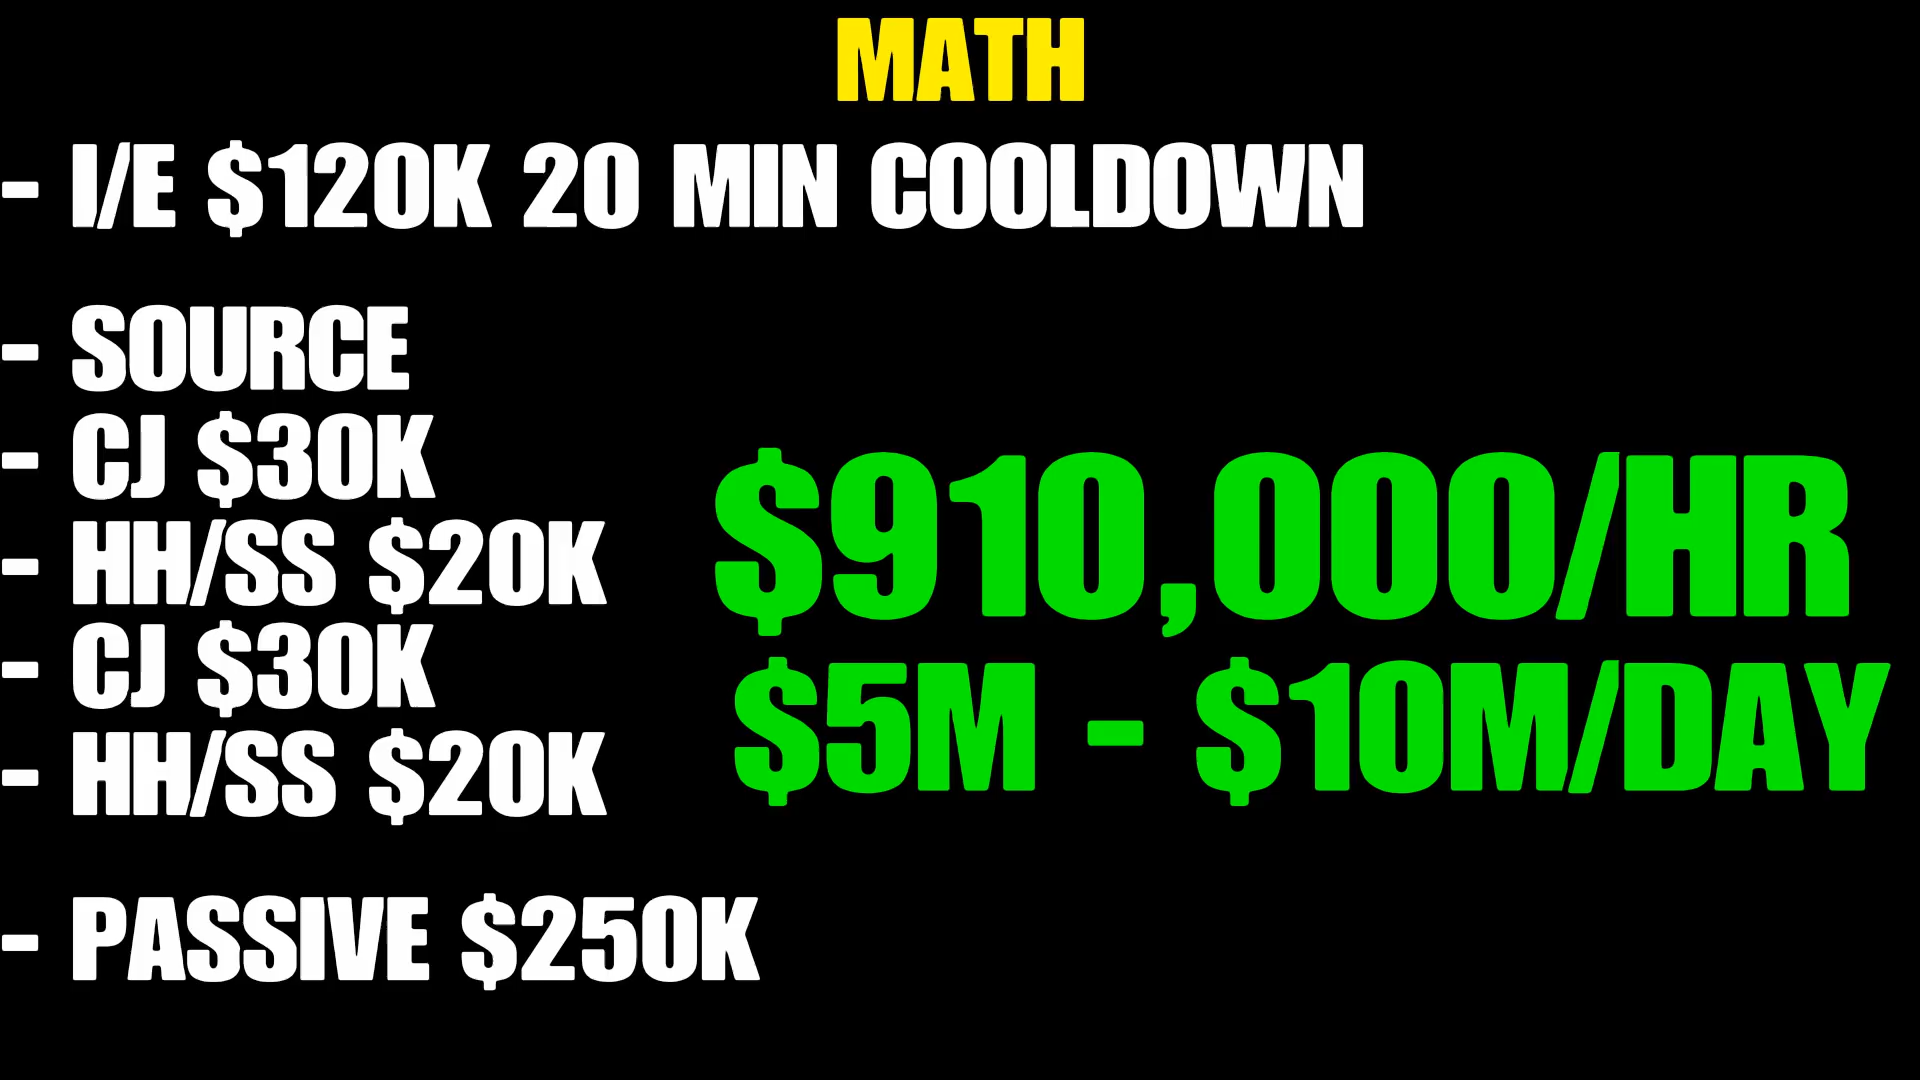 MATH
- I/E $120K 20 MIN COOLDOWN
- SOURCE
- CJ $30K
- HH/SS $20K
- CJ $30K
- HH/SS $20K
- PASSIVE $250K
$910,000/HR
$5M - $10M/DAY